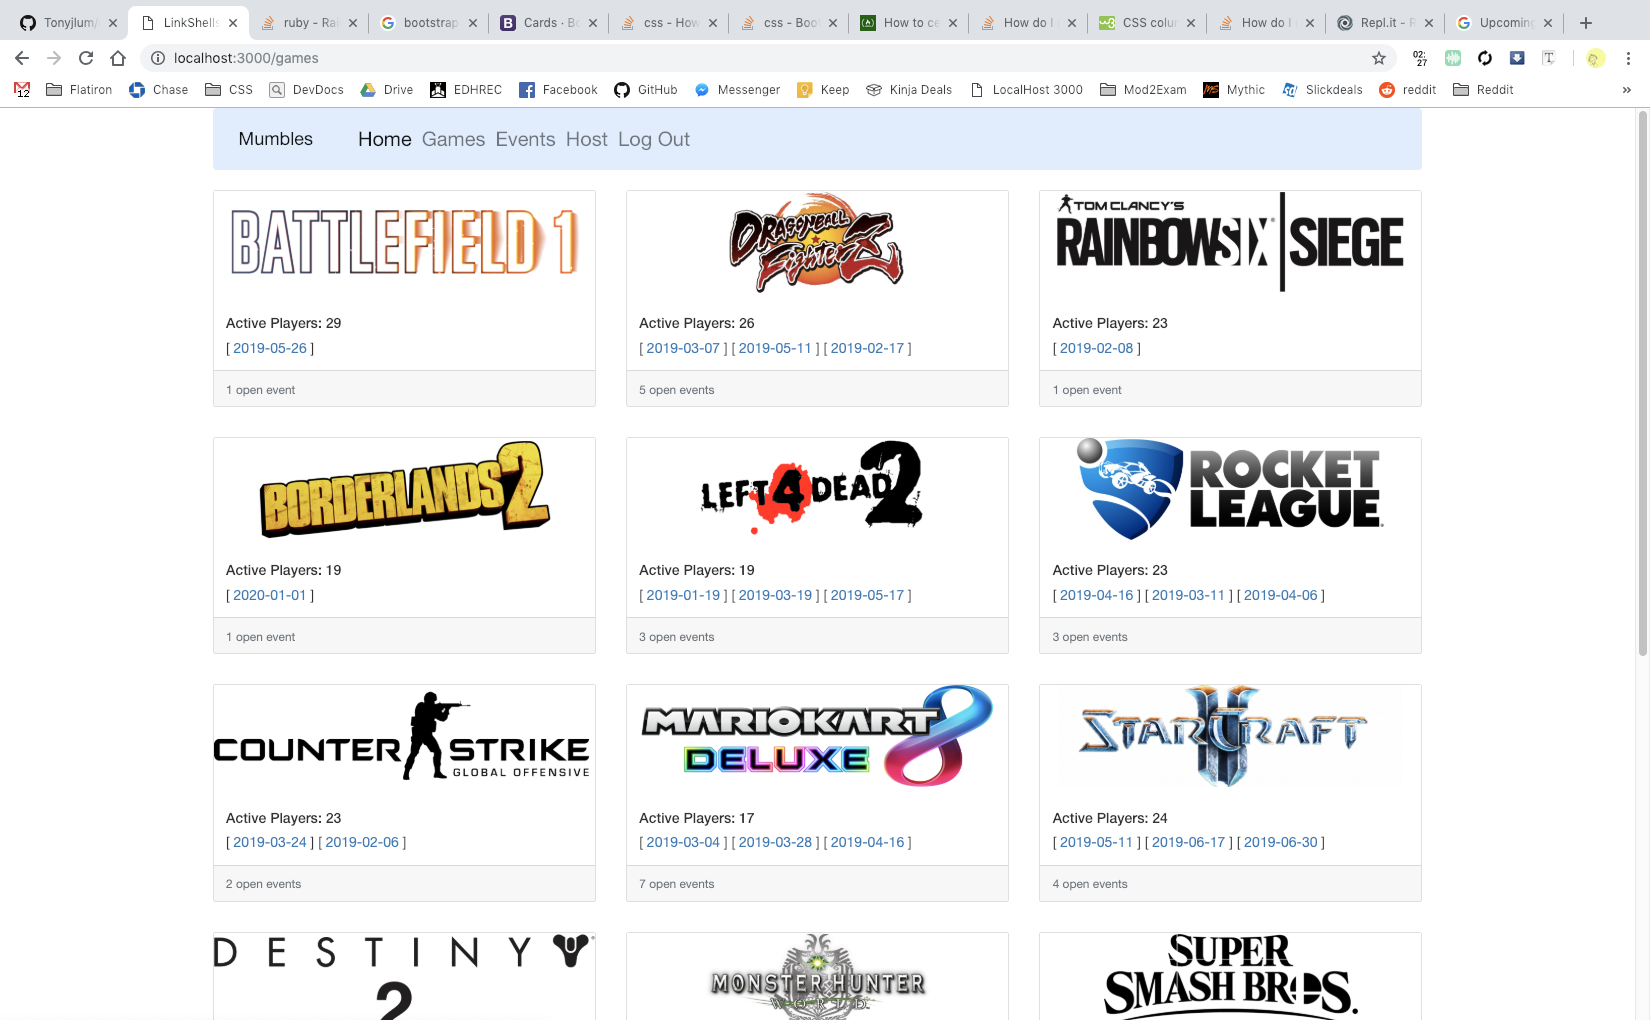 Tonyjlum/ LinkShells ruby - Rai bootstrap Cards · Bo css - How css - Boot How to ce How do I CSS colum How do I Repl.it - R Upcoming
localhost:3000/games
02: 27
12 Flatiron Chase CSS DevDocs Drive EDHREC Facebook GitHub Messenger Keep Kinja Deals LocalHost 3000 Mod2Exam Mythic Slickdeals reddit Reddit »
Mumbles Home Games Events Host Log Out
BATTLEFIELD 1
Active Players: 29
[ 2019-05-26 ]
1 open event
DRAGONBALL
FighterZ
Active Players: 26
[ 2019-03-07 ] [ 2019-05-11 ] [ 2019-02-17 ]
5 open events
TOM CLANCY'S
RAINBOWSIX SIEGE
Active Players: 23
[ 2019-02-08 ]
1 open event
BORDERLANDS 2
Active Players: 19
[ 2020-01-01 ]
1 open event
LEFT 4 DEAD 2
Active Players: 19
[ 2019-01-19 ] [ 2019-03-19 ] [ 2019-05-17 ]
3 open events
ROCKET
LEAGUE
Active Players: 23
[ 2019-04-16 ] [ 2019-03-11 ] [ 2019-04-06 ]
3 open events
COUNTER STRIKE
GLOBAL OFFENSIVE
Active Players: 23
[ 2019-03-24 ] [ 2019-02-06 ]
2 open events
MARIOKART 8
DELUXE
Active Players: 17
[ 2019-03-04 ] [ 2019-03-28 ] [ 2019-04-16 ]
7 open events
STARCRAFT II
Active Players: 24
[ 2019-05-11 ] [ 2019-06-17 ] [ 2019-06-30 ]
4 open events
DESTINY
2
MONSTER HUNTER
WORLD
SUPER
SMASH BROS.